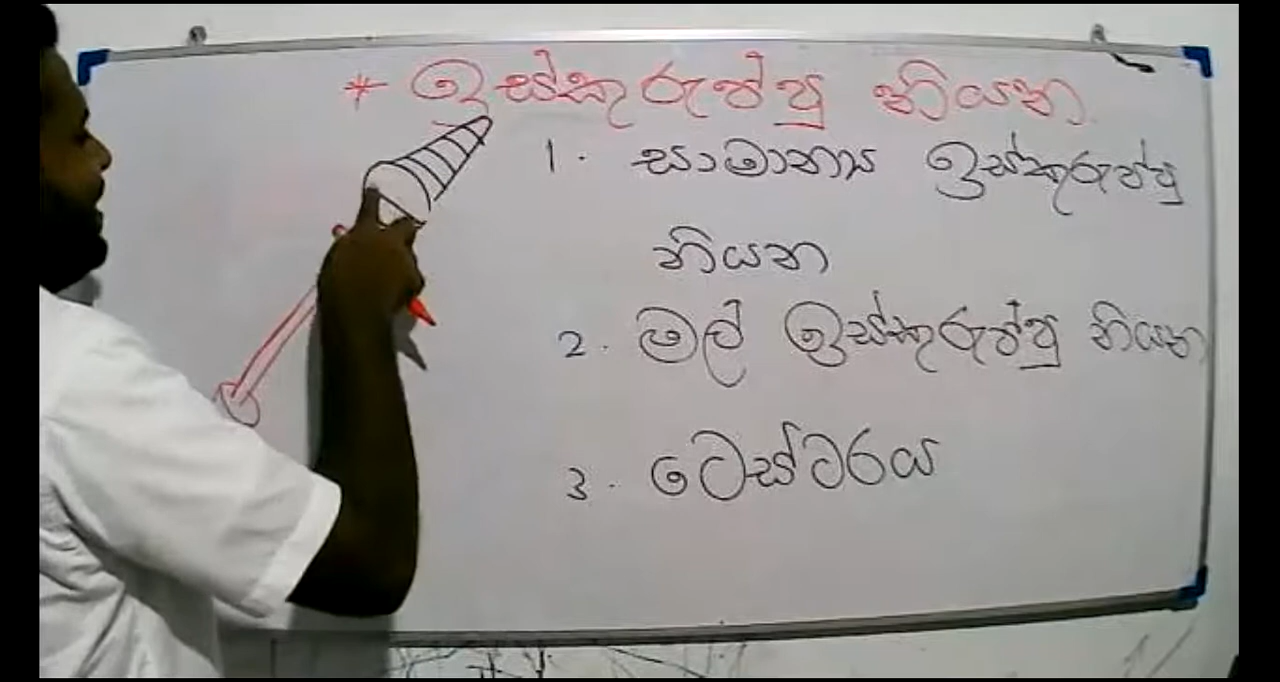 * ඉස්කුරුප්පු නියන
1. සාමාන්‍ය ඉස්කුරුප්පු
නියන
2. මල් ඉස්කුරුප්පු නියන
3. ටෙස්ටරය